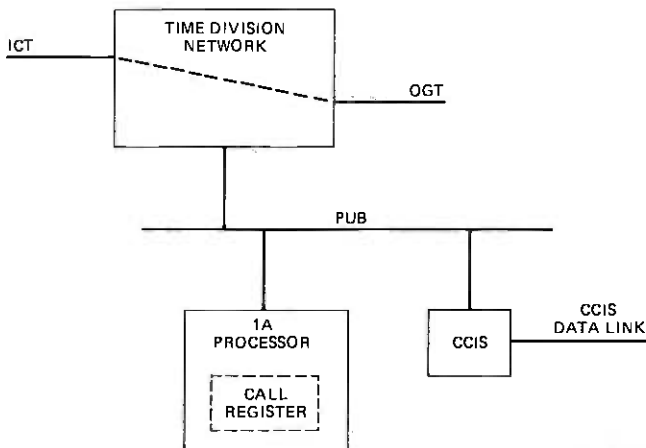 TIME DIVISION
NETWORK
ICT
OGT
PUB
1A
PROCESSOR
CALL
REGISTER
CCIS
CCIS
DATA LINK